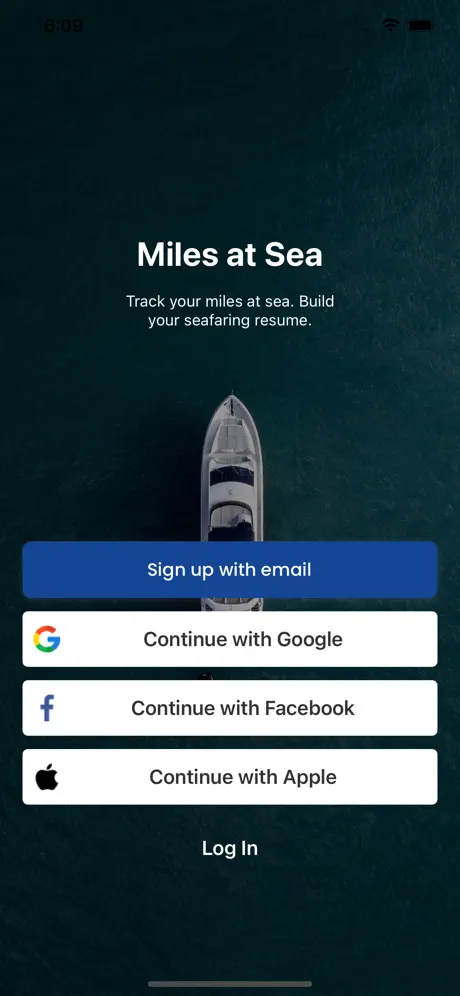 6:09
Miles at Sea
Track your miles at sea. Build
your seafaring resume.
Sign up with email
Continue with Google
Continue with Facebook
Continue with Apple
Log In